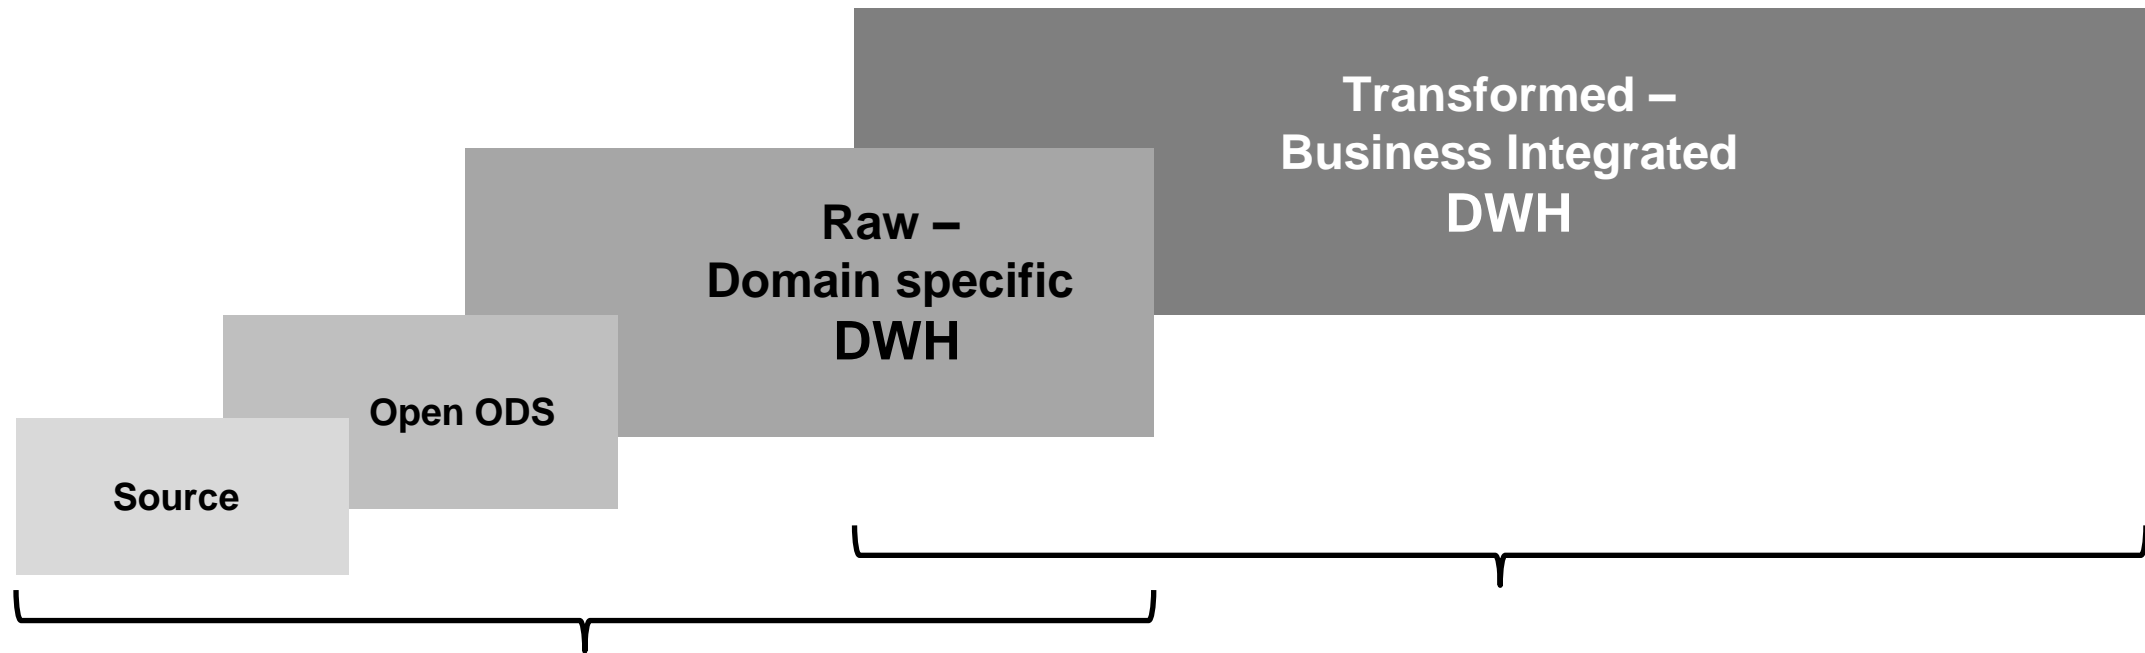 Transformed –
Business Integrated
DWH
Raw –
Domain specific
DWH
Open ODS
Source